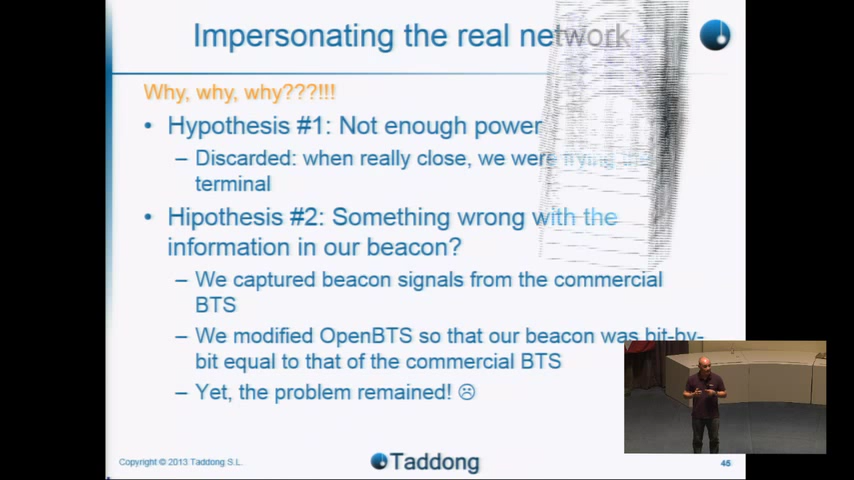 Impersonating the real network
Why, why, why???!!!
• Hypothesis #1: Not enough power
– Discarded: when really close, we were frying the
terminal
• Hipothesis #2: Something wrong with the
information in our beacon?
– We captured beacon signals from the commercial
BTS
– We modified OpenBTS so that our beacon was bit-by-
bit equal to that of the commercial BTS
– Yet, the problem remained! ☹
Copyright © 2013 Taddong S.L.
Taddong
45